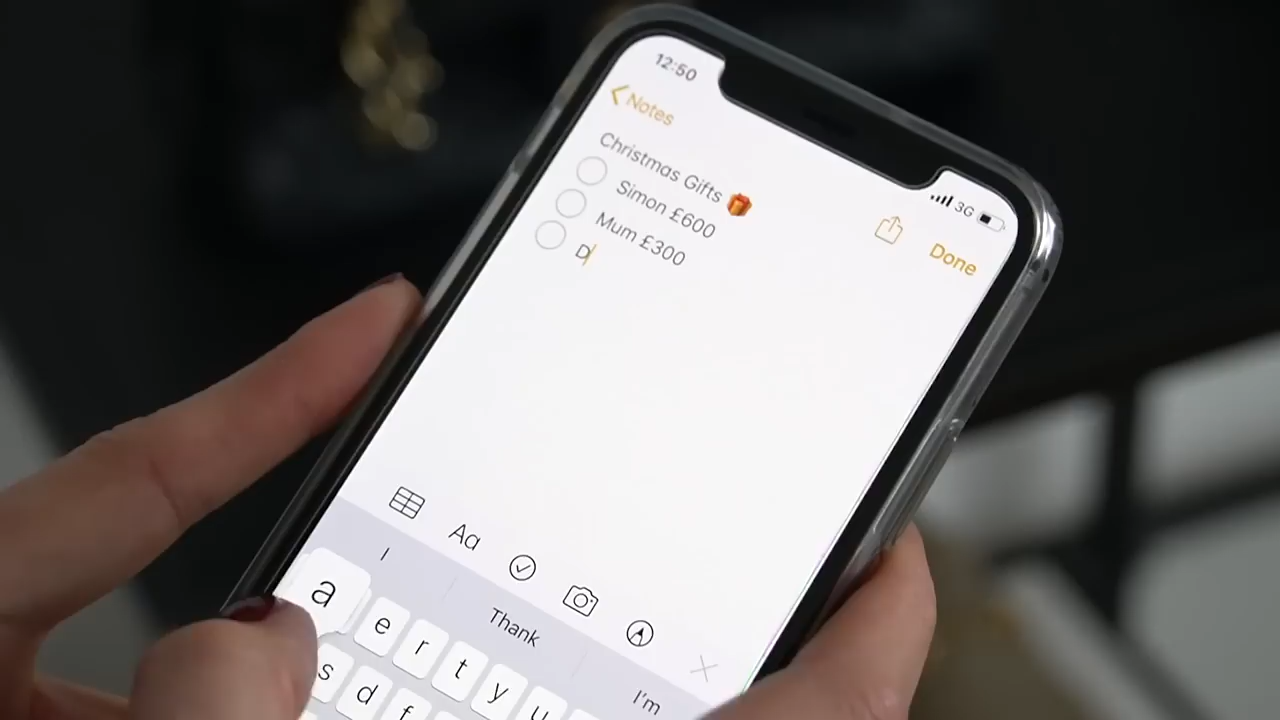 12:50
3G
Notes
Done
Christmas Gifts 🎁
Simon £600
Mum £300
D
Aa
I
Thank
I'm
a
e r t y u
s d f